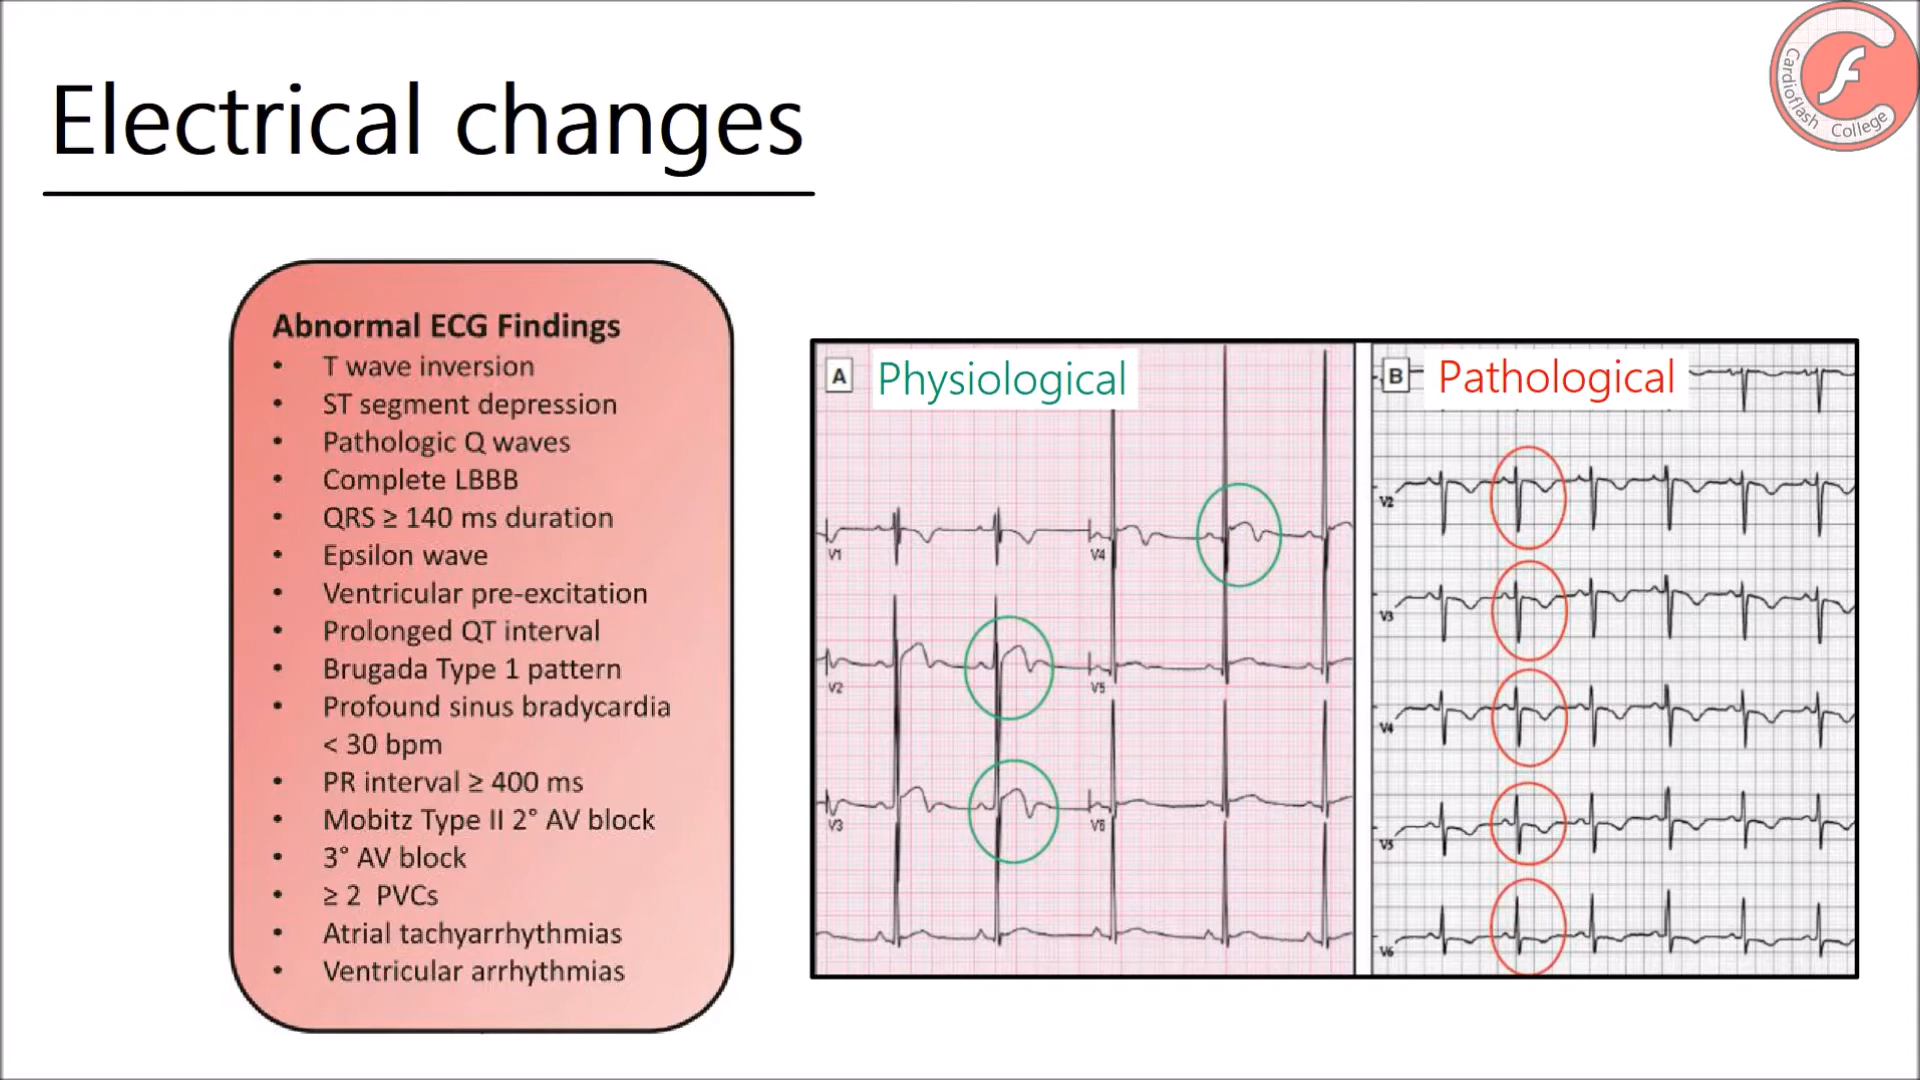 Electrical changes
Cardioflash College
f
Abnormal ECG Findings
• T wave inversion
• ST segment depression
• Pathologic Q waves
• Complete LBBB
• QRS ≥ 140 ms duration
• Epsilon wave
• Ventricular pre-excitation
• Prolonged QT interval
• Brugada Type 1 pattern
• Profound sinus bradycardia
< 30 bpm
• PR interval ≥ 400 ms
• Mobitz Type II 2° AV block
• 3° AV block
• ≥ 2 PVCs
• Atrial tachyarrhythmias
• Ventricular arrhythmias
A Physiological
V1 V4
V2 V5
V3 V6
B Pathological
V2
V3
V4
V5
V6